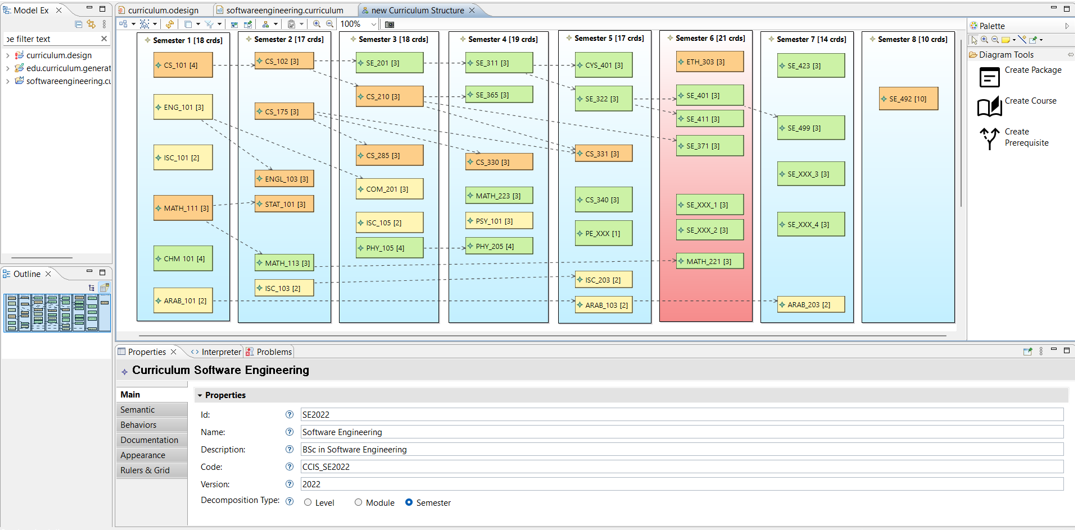 Model Ex
curriculum.odesign
softwareengineering.curriculum
new Curriculum Structure
100%
pe filter text
curriculum.design
edu.curriculum.generat
softwareengineering.cu
Semester 1 [18 crds]
Semester 2 [17 crds]
Semester 3 [18 crds]
Semester 4 [19 crds]
Semester 5 [17 crds]
Semester 6 [21 crds]
Semester 7 [14 crds]
Semester 8 [10 crds]
CS_101 [4]
ENG_101 [3]
ISC_101 [2]
MATH_111 [3]
CHM 101 [4]
ARAB_101 [2]
CS_102 [3]
CS_175 [3]
ENGL_103 [3]
STAT_101 [3]
MATH_113 [3]
ISC_103 [2]
SE_201 [3]
CS_210 [3]
CS_285 [3]
COM_201 [3]
ISC_105 [2]
PHY_105 [4]
SE_311 [3]
SE_365 [3]
CS_330 [3]
MATH_223 [3]
PSY_101 [3]
PHY_205 [4]
CYS_401 [3]
SE_322 [3]
CS_331 [3]
CS_340 [3]
PE_XXX [1]
ISC_203 [2]
ARAB_103 [2]
ETH_303 [3]
SE_401 [3]
SE_411 [3]
SE_371 [3]
SE_XXX_1 [3]
SE_XXX_2 [3]
MATH_221 [3]
SE_423 [3]
SE_499 [3]
SE_XXX_3 [3]
SE_XXX_4 [3]
ARAB_203 [2]
SE_492 [10]
Palette
Diagram Tools
Create Package
Create Course
Create
Prerequisite
Outline
Properties
Interpreter
Problems
Curriculum Software Engineering
Main
Semantic
Behaviors
Documentation
Appearance
Rulers & Grid
Properties
Id:
SE2022
Name:
Software Engineering
Description:
BSc in Software Engineering
Code:
CCIS_SE2022
Version:
2022
Decomposition Type:
Level
Module
Semester